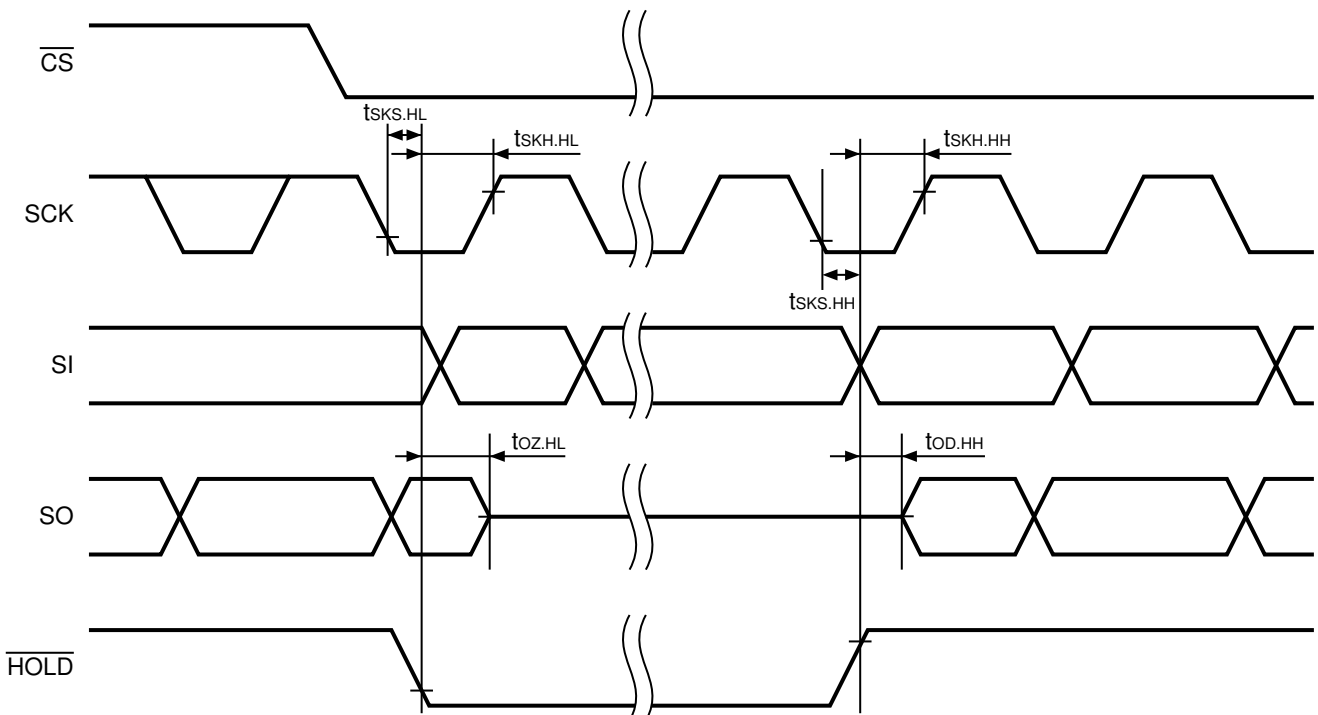 CS
tSKS.HL
tSKH.HL
tSKH.HH
SCK
tSKS.HH
SI
tOZ.HL
tOD.HH
SO
HOLD